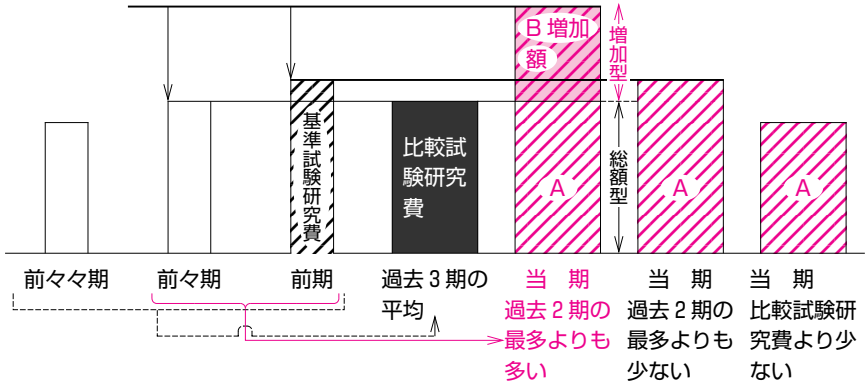 B 増加
額
増加型
基準試験研究費
比較試
験研究
費
総額型
A
A
A
前々々期
前々期
前期
過去3期の
平均
当 期
過去2期の
最多よりも
多い
当 期
過去2期の
最多よりも
少ない
当 期
比較試験研
究費より少
ない